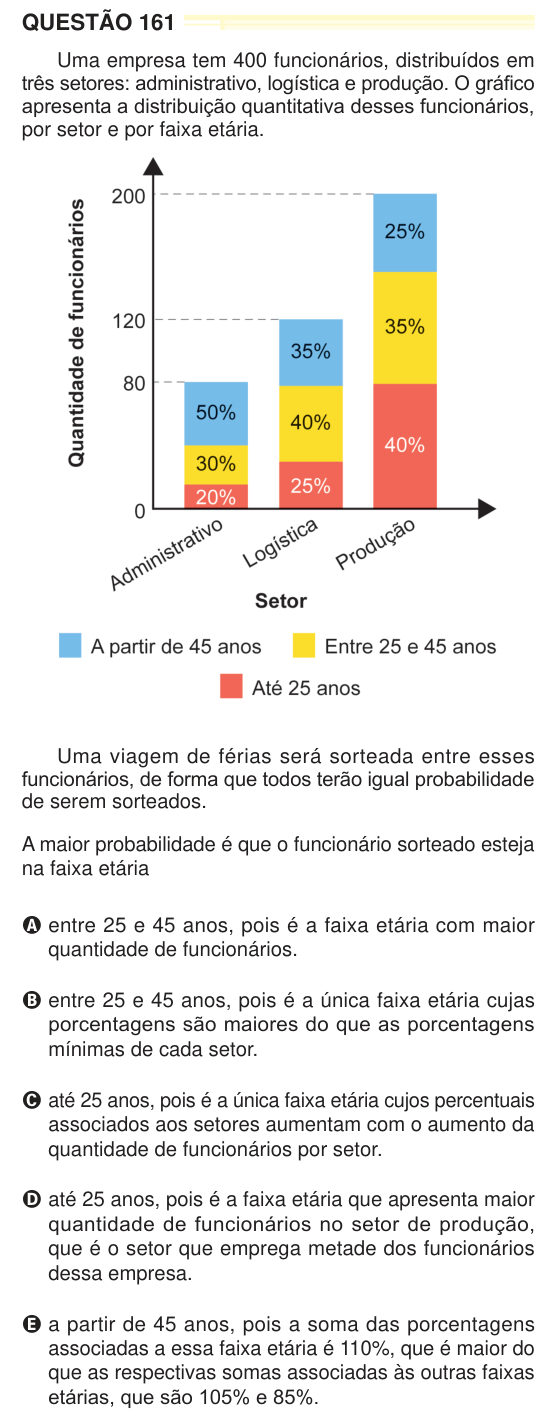 QUESTÃO 161
Uma empresa tem 400 funcionários, distribuídos em
três setores: administrativo, logística e produção. O gráfico
apresenta a distribuição quantitativa desses funcionários,
por setor e por faixa etária.
Quantidade de funcionários
200
120
80
0
25%
35%
40%
35%
40%
25%
50%
30%
20%
Administrativo
Logística
Produção
Setor
A partir de 45 anos
Entre 25 e 45 anos
Até 25 anos
Uma viagem de férias será sorteada entre esses
funcionários, de forma que todos terão igual probabilidade
de serem sorteados.
A maior probabilidade é que o funcionário sorteado esteja
na faixa etária
A entre 25 e 45 anos, pois é a faixa etária com maior
quantidade de funcionários.
B entre 25 e 45 anos, pois é a única faixa etária cujas
porcentagens são maiores do que as porcentagens
mínimas de cada setor.
C até 25 anos, pois é a única faixa etária cujos percentuais
associados aos setores aumentam com o aumento da
quantidade de funcionários por setor.
D até 25 anos, pois é a faixa etária que apresenta maior
quantidade de funcionários no setor de produção,
que é o setor que emprega metade dos funcionários
dessa empresa.
E a partir de 45 anos, pois a soma das porcentagens
associadas a essa faixa etária é 110%, que é maior do
que as respectivas somas associadas às outras faixas
etárias, que são 105% e 85%.